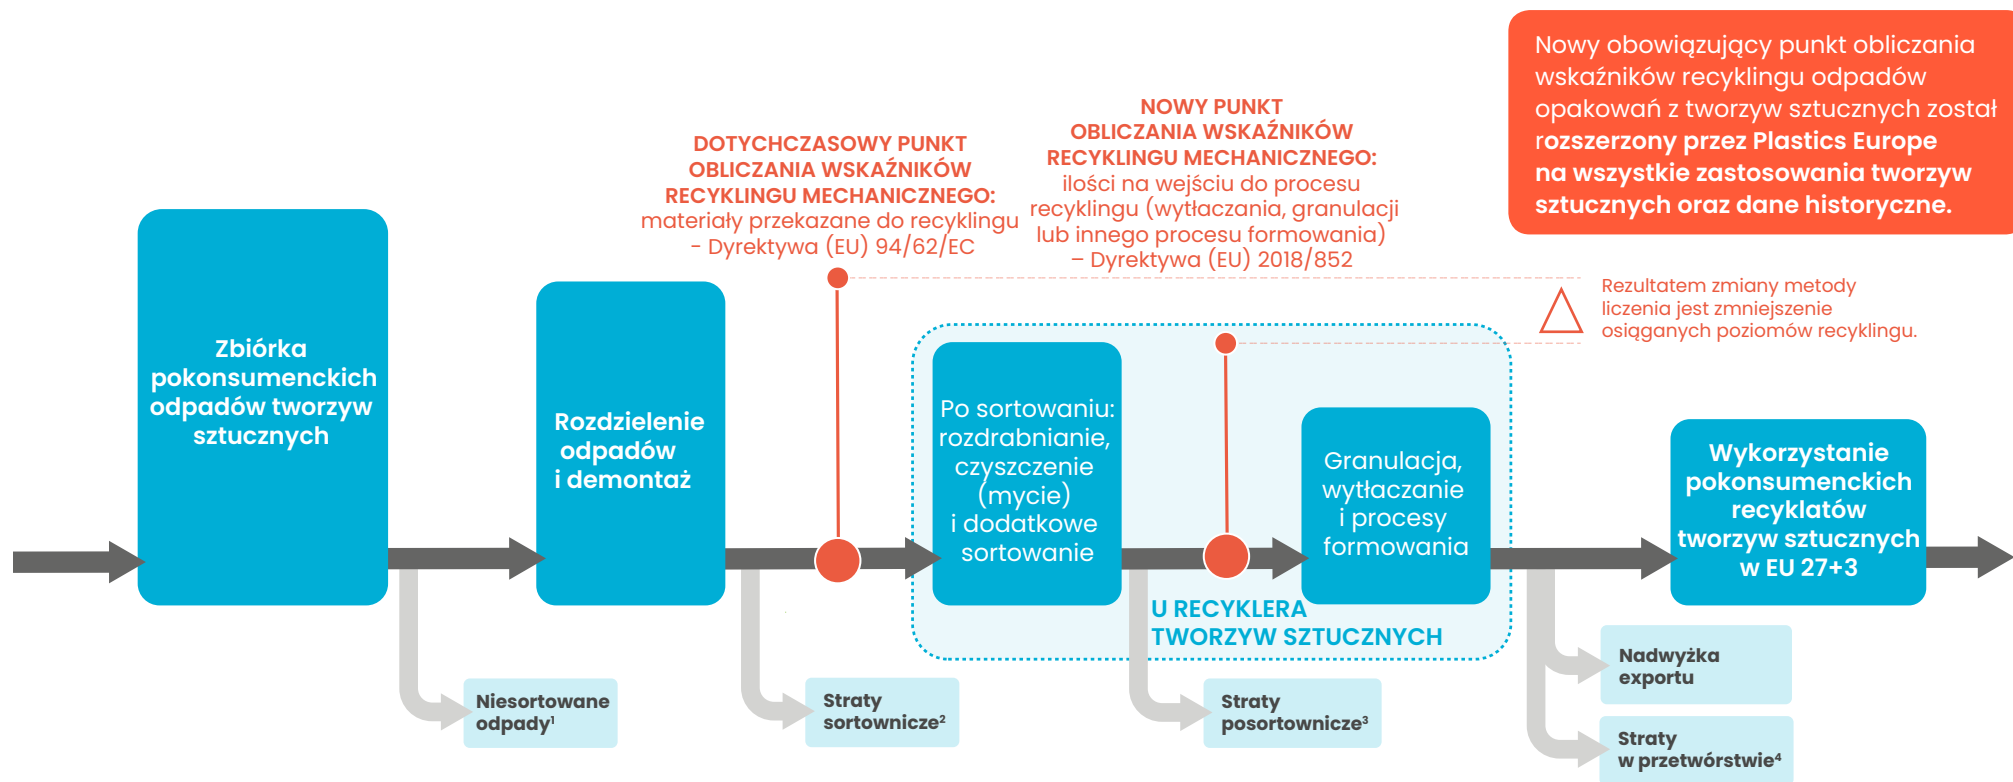 Nowy obowiązujący punkt obliczania
wskaźników recyklingu odpadów
opakowań z tworzyw sztucznych został
rozszerzony przez Plastics Europe
na wszystkie zastosowania tworzyw
sztucznych oraz dane historyczne.
DOTYCHCZASOWY PUNKT
OBLICZANIA WSKAŹNIKÓW
RECYKLINGU MECHANICZNEGO:
materiały przekazane do recyklingu
- Dyrektywa (EU) 94/62/EC
NOWY PUNKT
OBLICZANIA WSKAŹNIKÓW
RECYKLINGU MECHANICZNEGO:
ilości na wejściu do procesu
recyklingu (wytłaczania, granulacji
lub innego procesu formowania)
– Dyrektywa (EU) 2018/852
Rezultatem zmiany metody
liczenia jest zmniejszenie
osiąganych poziomów recyklingu.
Zbiórka
pokonsumenckich
odpadów tworzyw
sztucznych
Rozdzielenie
odpadów
i demontaż
Po sortowaniu:
rozdrabnianie,
czyszczenie
(mycie)
i dodatkowe
sortowanie
Granulacja,
wytłaczanie
i procesy
formowania
Wykorzystanie
pokonsumenckich
recyklatów
tworzyw sztucznych
w EU 27+3
U RECYKLERA
TWORZYW SZTUCZNYCH
Niesortowane
odpady¹
Straty
sortownicze²
Straty
posortownicze³
Nadwyżka
exportu
Straty
w przetwórstwie⁴